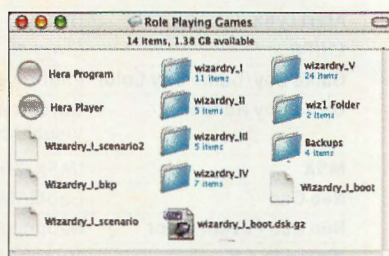 Role Playing Games
14 items, 1.38 GB available
Hera Program
wizardry_I
11 items
wizardry_V
24 items
Hera Player
wizardry_II
5 items
wiz1 Folder
2 items
Wizardry_I_scenario2
wizardry_III
5 items
Backups
4 items
Wizardry_I_bkp
wizardry_IV
7 items
Wizardry_I_boot
Wizardry_I_scenario
wizardry_i_boot.dsk.gz